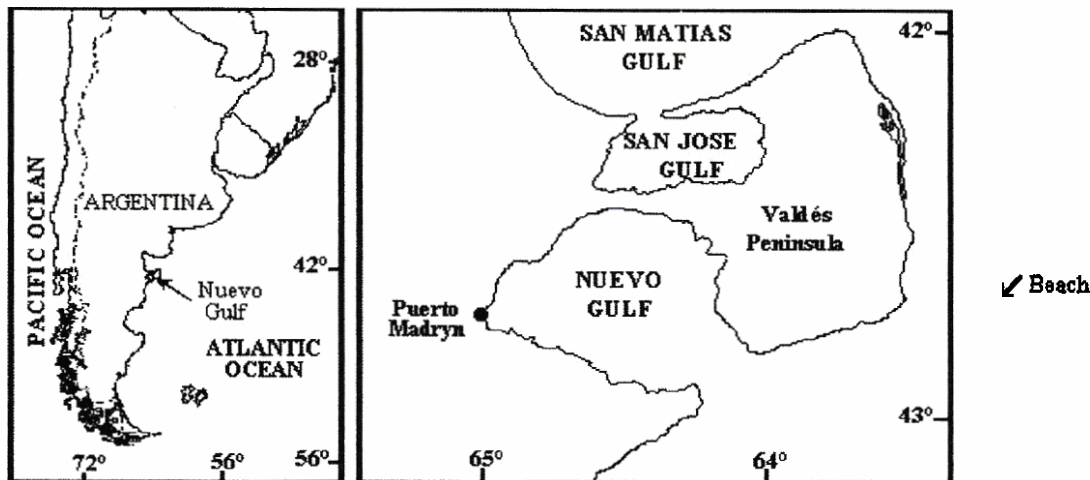 28°
PACIFIC OCEAN
ARGENTINA
42°
Nuevo
Gulf
ATLANTIC
OCEAN
72°
56°
56°
SAN MATIAS
GULF
42°
SAN JOSE
GULF
Valdés
Peninsula
NUEVO
GULF
Puerto
Madryn
43°
65°
64°
Beach